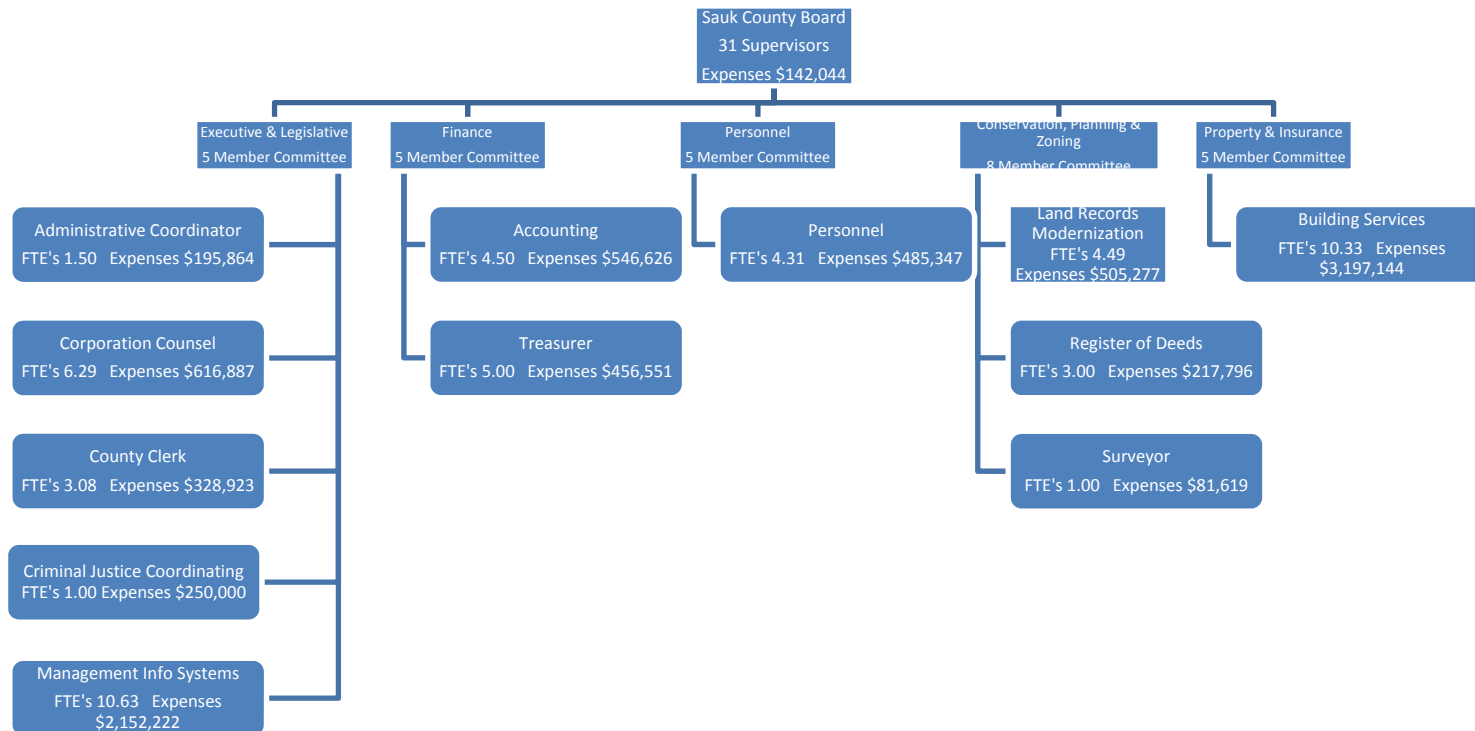 Sauk County Board
31 Supervisors
Expenses $142,044
Executive & Legislative
5 Member Committee
Finance
5 Member Committee
Personnel
5 Member Committee
Conservation, Planning &
Zoning
8 Member Committee
Property & Insurance
5 Member Committee
Administrative Coordinator
FTE's 1.50 Expenses $195,864
Accounting
FTE's 4.50 Expenses $546,626
Personnel
FTE's 4.31 Expenses $485,347
Land Records
Modernization
FTE's 4.49
Expenses $505,277
Building Services
FTE's 10.33 Expenses
$3,197,144
Corporation Counsel
FTE's 6.29 Expenses $616,887
Treasurer
FTE's 5.00 Expenses $456,551
Register of Deeds
FTE's 3.00 Expenses $217,796
County Clerk
FTE's 3.08 Expenses $328,923
Surveyor
FTE's 1.00 Expenses $81,619
Criminal Justice Coordinating
FTE's 1.00 Expenses $250,000
Management Info Systems
FTE's 10.63 Expenses
$2,152,222